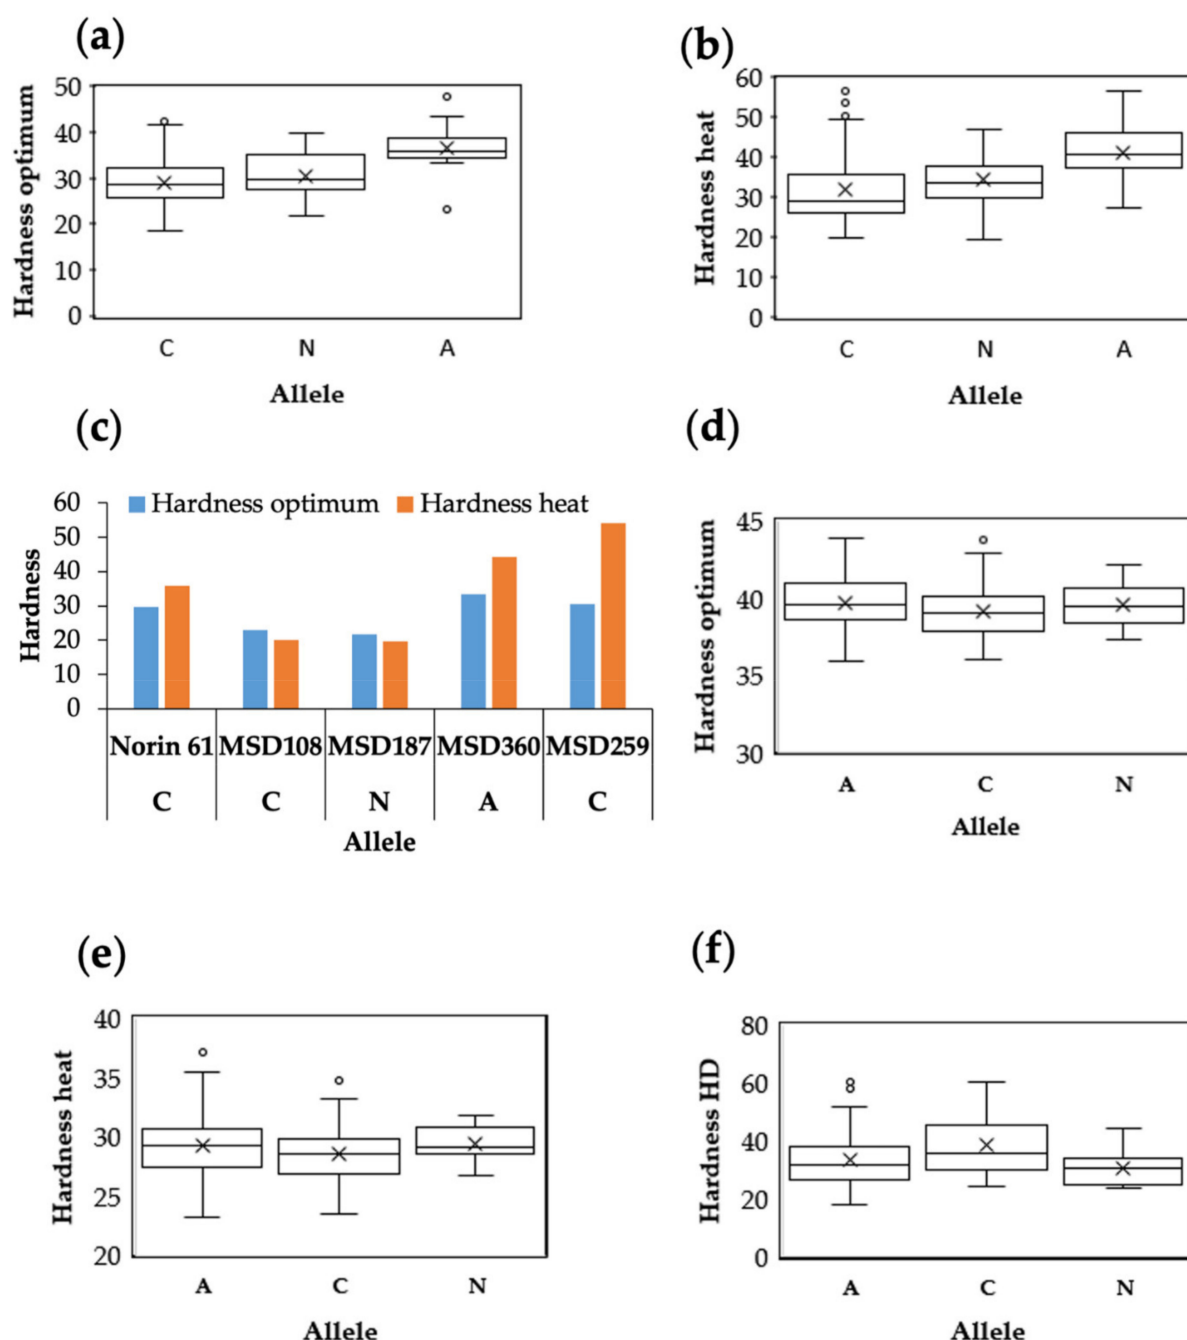 (a)
Hardness optimum
50
40
30
20
10
0
C N A
Allele
(b)
Hardness heat
60
50
40
30
20
10
0
C N A
Allele
(c)
Hardness
Hardness optimum Hardness heat
60
50
40
30
20
10
0
Norin 61 MSD108 MSD187 MSD360 MSD259
C C N A C
Allele
(d)
Hardness optimum
45
40
35
30
A C N
Allele
(e)
Hardness heat
40
35
30
25
20
A C N
Allele
(f)
Hardness HD
80
60
40
20
0
A C N
Allele